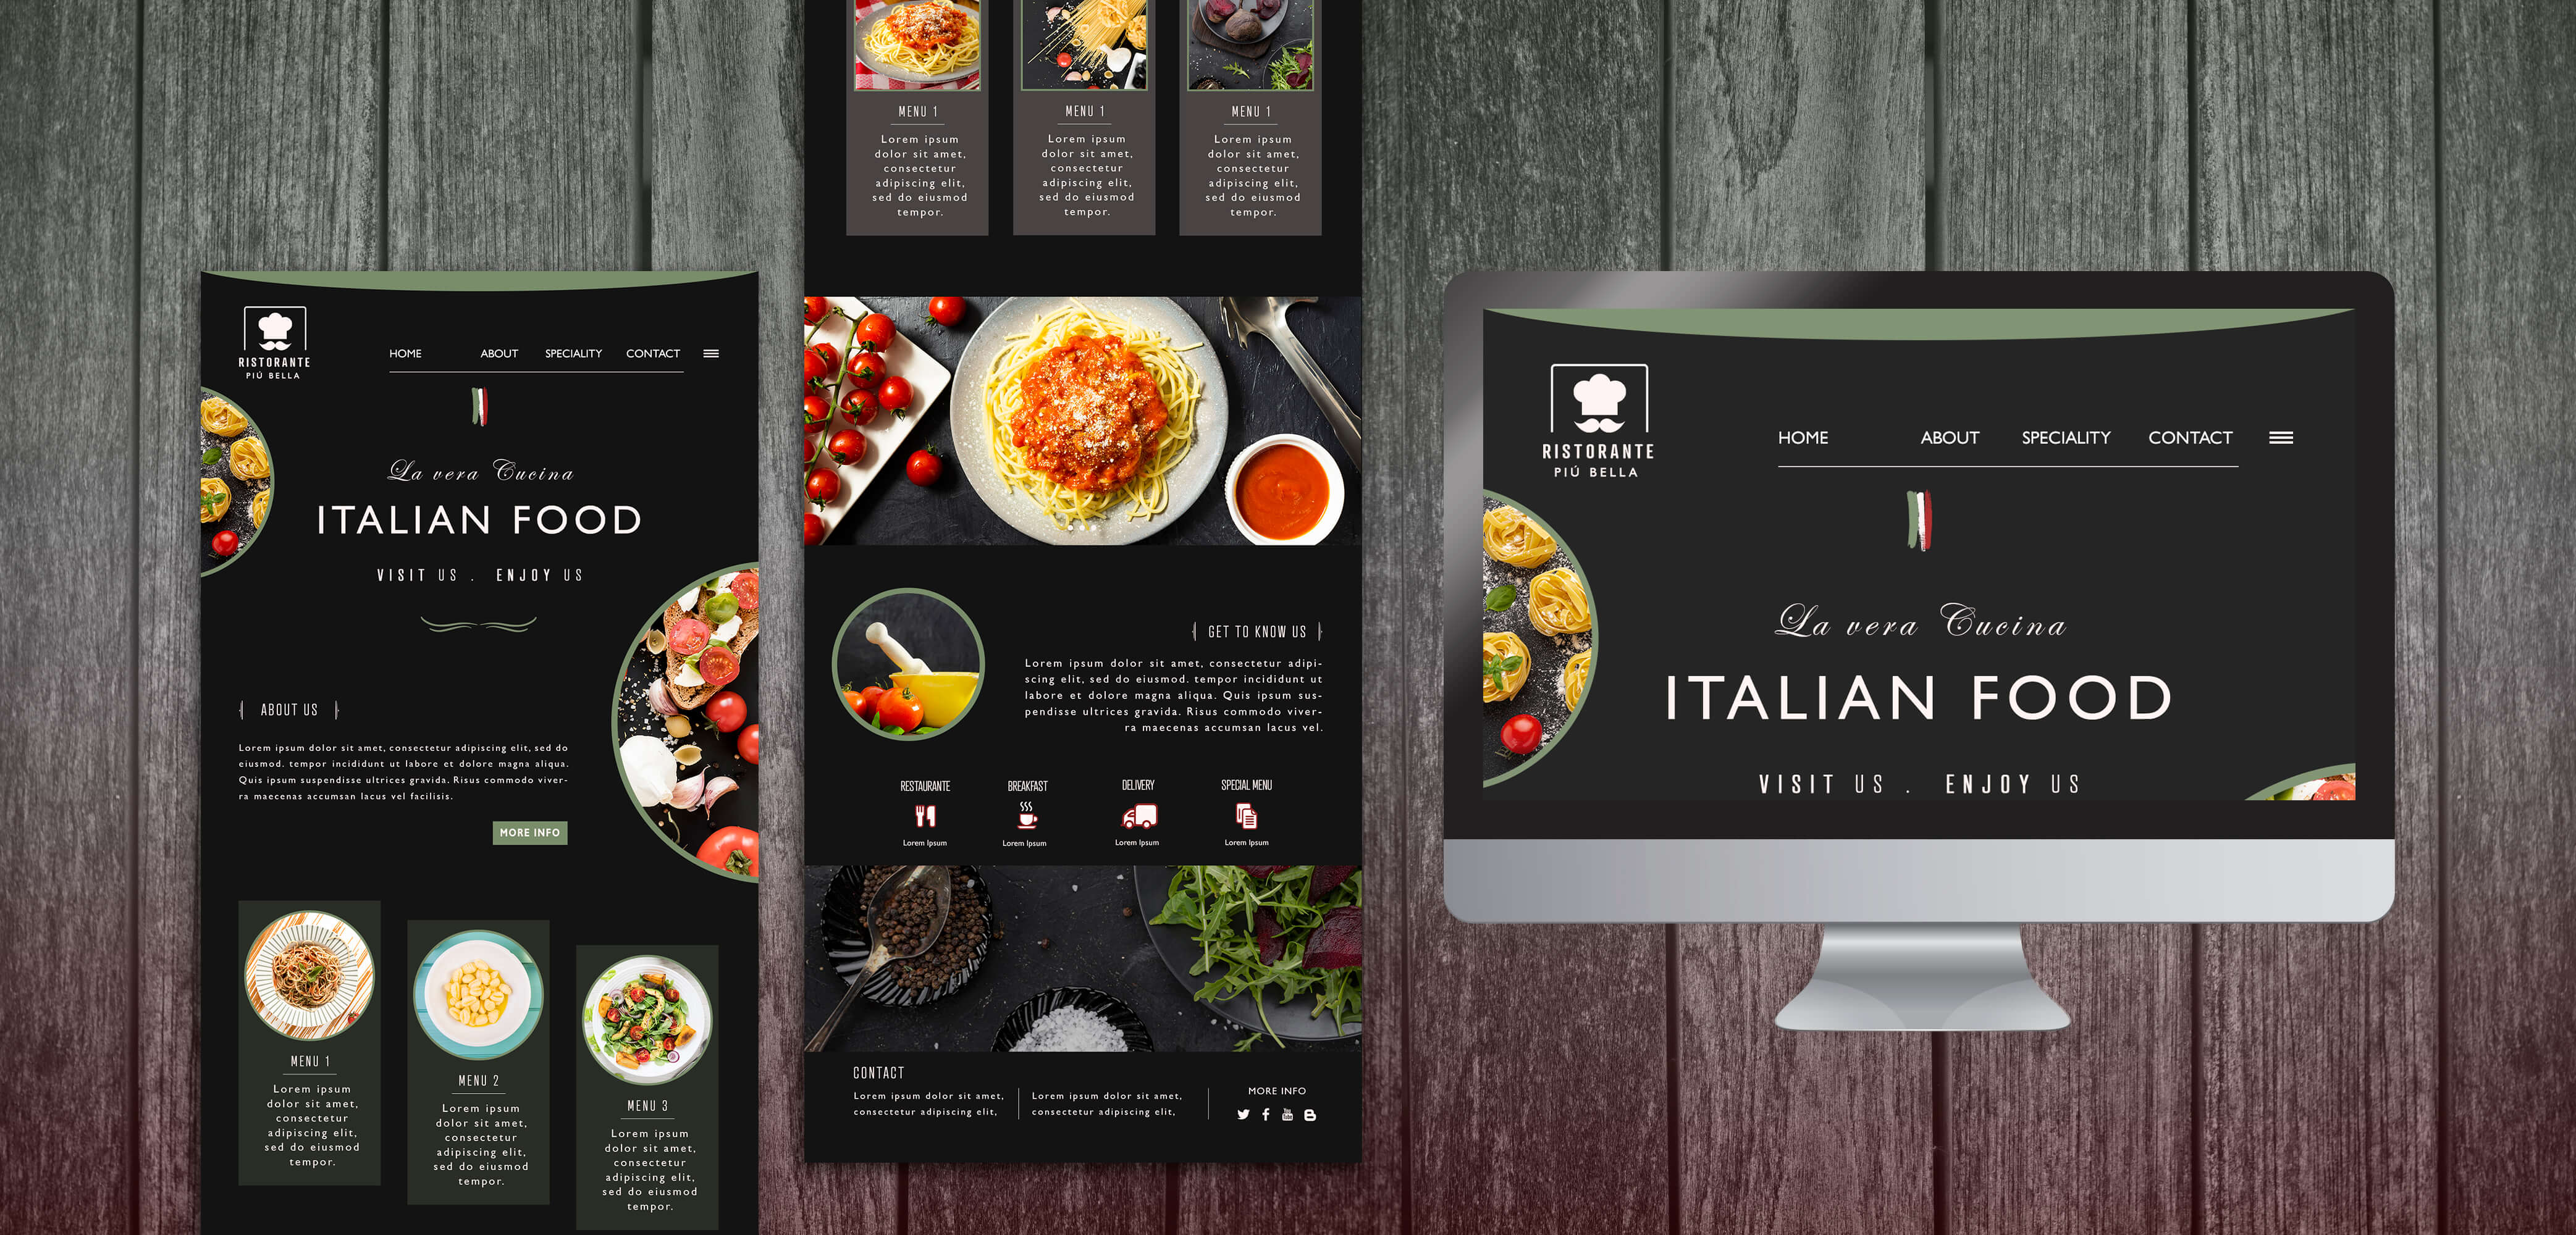 RISTORANTE
PIÚ BELLA
HOME ABOUT SPECIALITY CONTACT
La vera Cucina
ITALIAN FOOD
VISIT US . ENJOY US
ABOUT US
Lorem ipsum dolor sit amet, consectetur adipiscing elit, sed do
eiusmod. tempor incididunt ut labore et dolore magna aliqua.
Quis ipsum suspendisse ultrices gravida. Risus commodo viver-
ra maecenas accumsan lacus vel facilisis.
MORE INFO
MENU 1
Lorem ipsum
dolor sit amet,
consectetur
adipiscing elit,
sed do eiusmod
tempor.
MENU 2
Lorem ipsum
dolor sit amet,
consectetur
adipiscing elit,
sed do eiusmod
tempor.
MENU 3
Lorem ipsum
dolor sit amet,
consectetur
adipiscing elit,
sed do eiusmod
tempor.
MENU 1
Lorem ipsum
dolor sit amet,
consectetur
adipiscing elit,
sed do eiusmod
tempor.
MENU 1
Lorem ipsum
dolor sit amet,
consectetur
adipiscing elit,
sed do eiusmod
tempor.
MENU 1
Lorem ipsum
dolor sit amet,
consectetur
adipiscing elit,
sed do eiusmod
tempor.
GET TO KNOW US
Lorem ipsum dolor sit amet, consectetur adipi-
scing elit, sed do eiusmod. tempor incididunt ut
labore et dolore magna aliqua. Quis ipsum sus-
pendisse ultrices gravida. Risus commodo viver-
ra maecenas accumsan lacus vel.
RESTAURANTE BREAKFAST DELIVERY SPECIAL MENU
Lorem Ipsum Lorem Ipsum Lorem Ipsum Lorem Ipsum
CONTACT
Lorem ipsum dolor sit amet,
consectetur adipiscing elit,
Lorem ipsum dolor sit amet,
consectetur adipiscing elit,
MORE INFO
RISTORANTE
PIÚ BELLA
HOME ABOUT SPECIALITY CONTACT
La vera Cucina
ITALIAN FOOD
VISIT US . ENJOY US